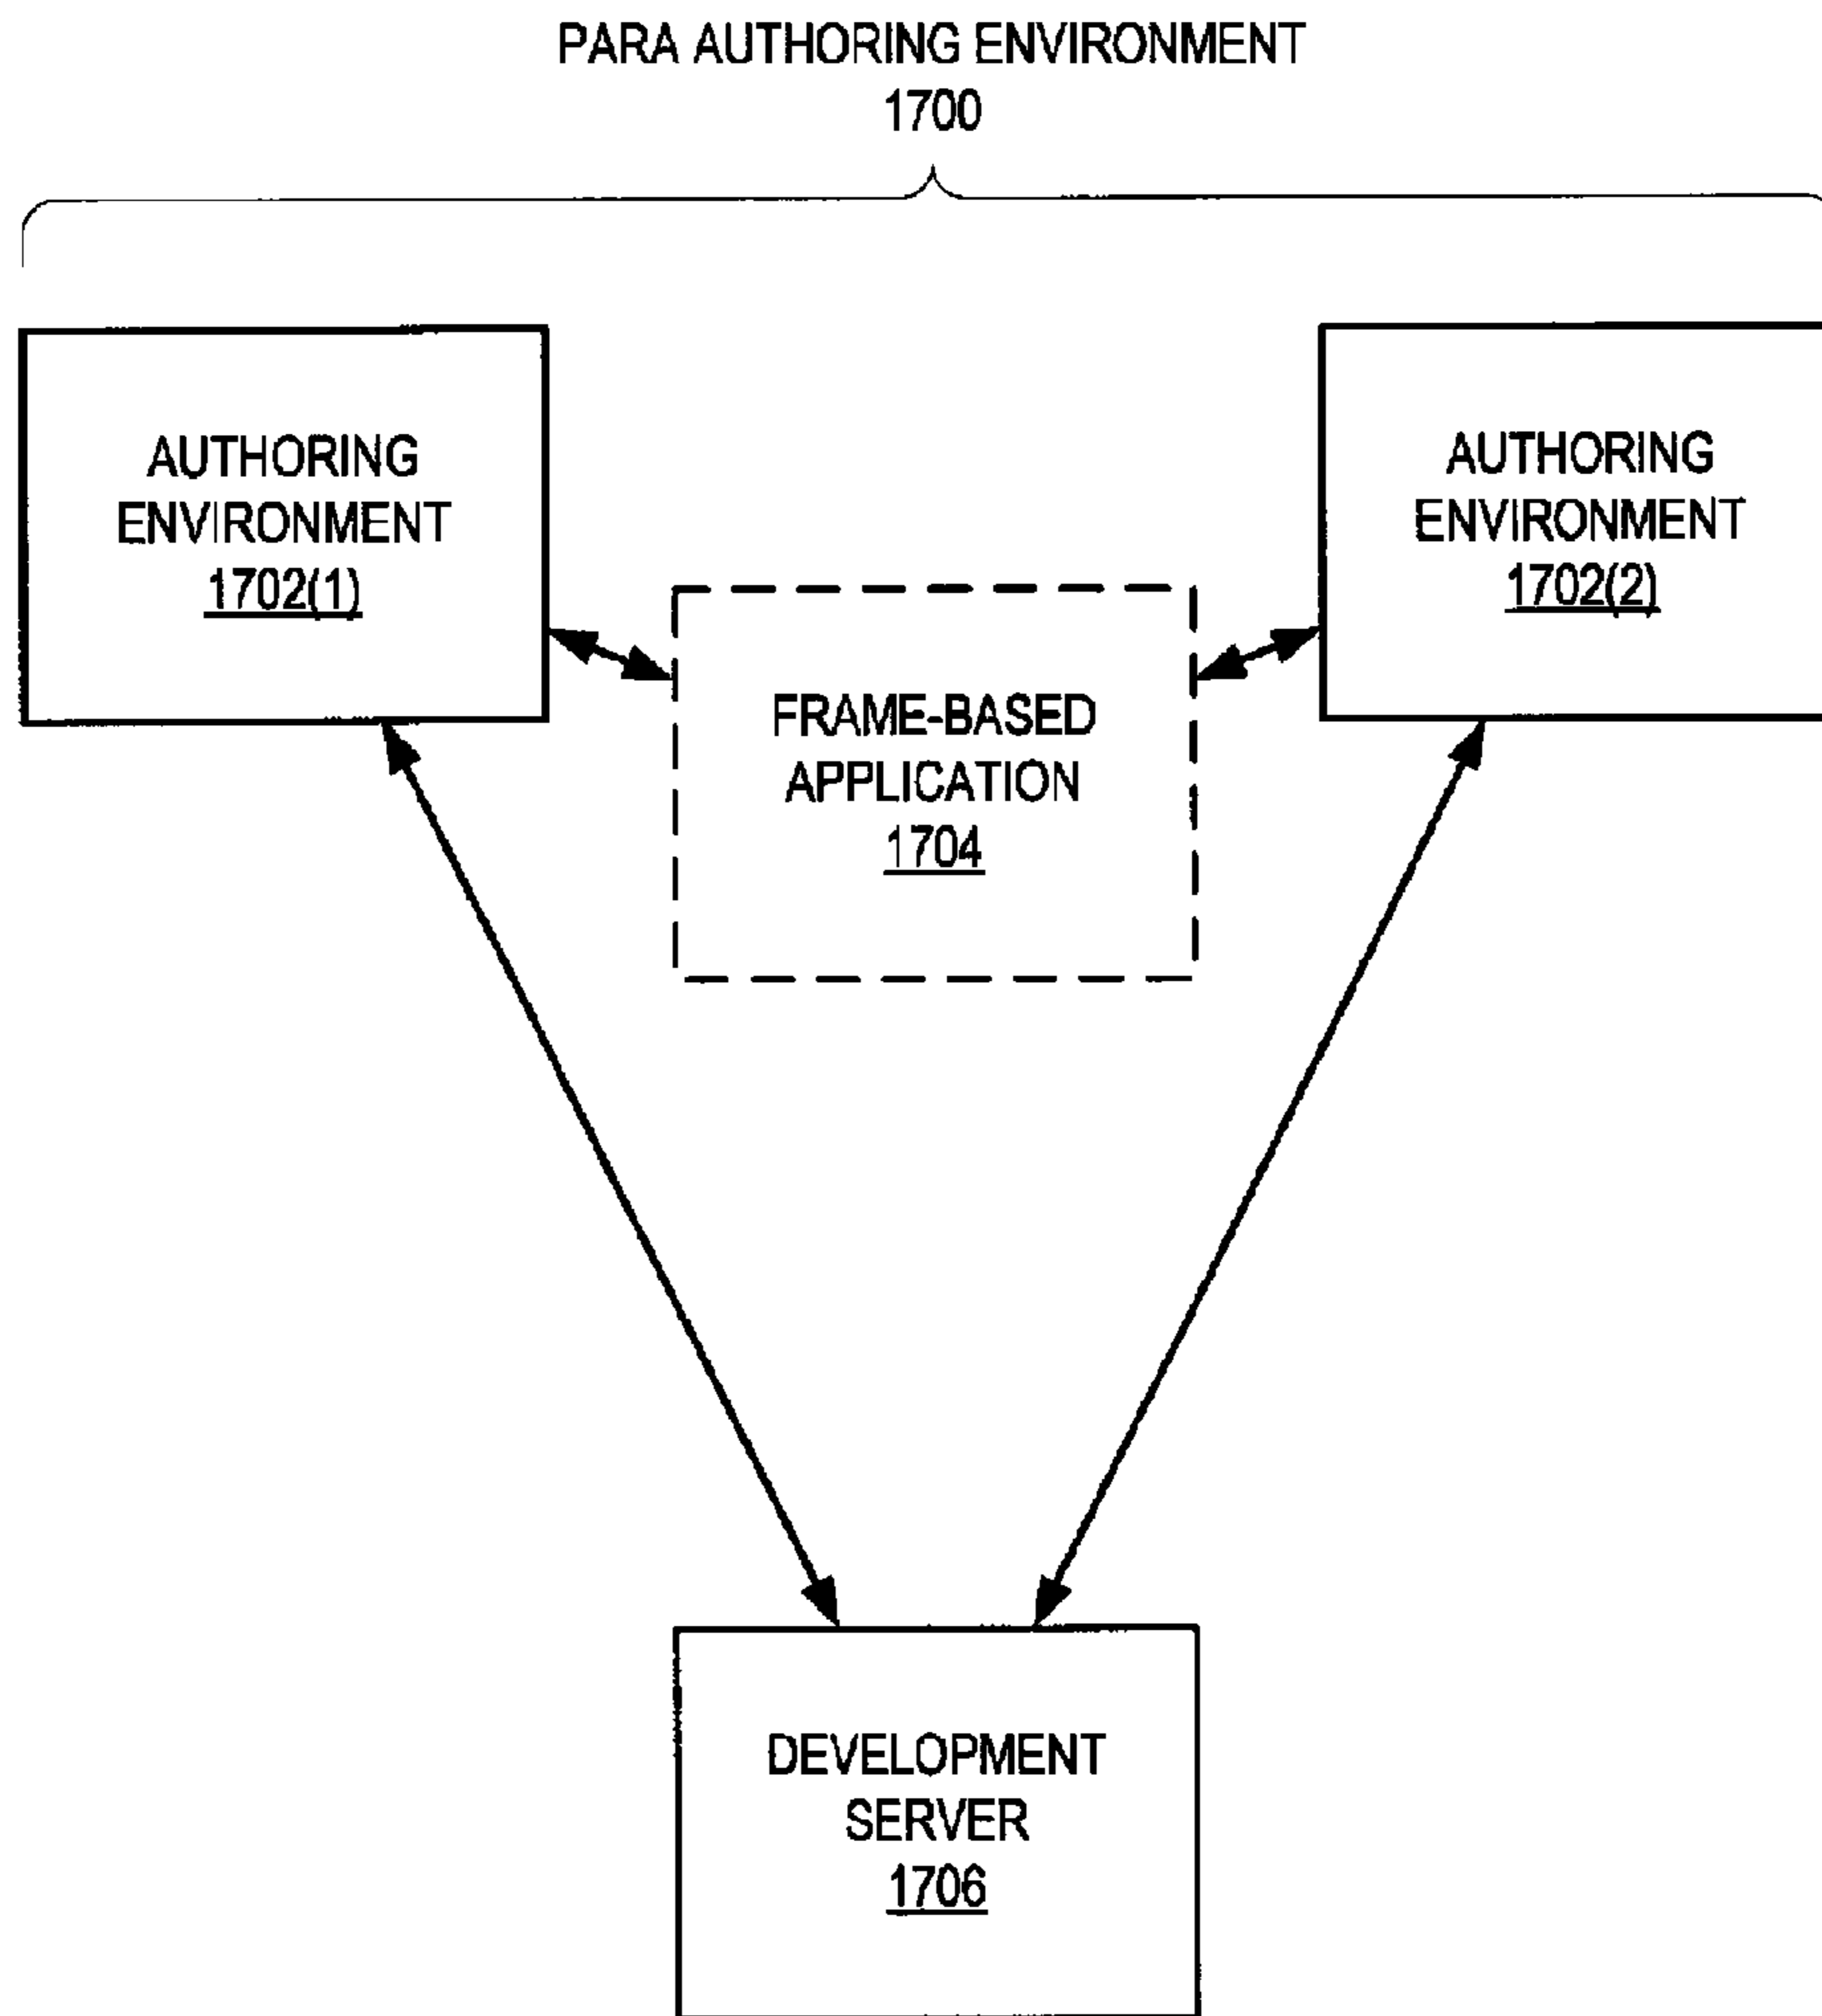 PARA AUTHORING ENVIRONMENT
1700
AUTHORING
ENVIRONMENT
1702(1)
AUTHORING
ENVIRONMENT
1702(2)
FRAME-BASED
APPLICATION
1704
DEVELOPMENT
SERVER
1706